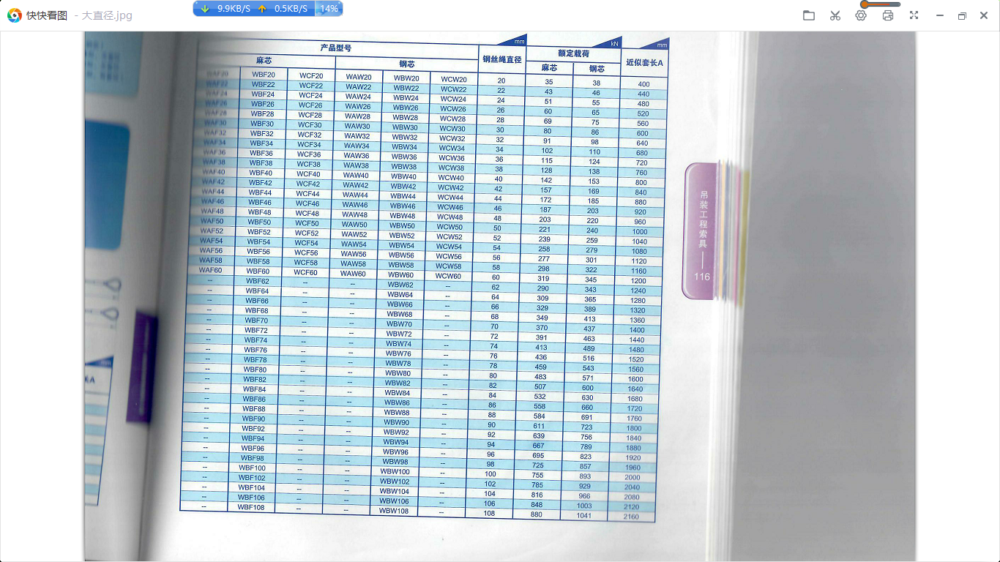 9.9KB/S 0.5KB/S 14%
快快看图 - 大直径.jpg
mm kN mm
产品型号 钢丝绳直径 额定载荷 近似套长A
麻芯 钢芯 麻芯 钢芯
WAF20 WBF20 WCF20 WAW20 WBW20 WCW20 20 35 38 400
WAF22 WBF22 WCF22 WAW22 WBW22 WCW22 22 43 46 440
WAF24 WBF24 WCF24 WAW24 WBW24 WCW24 24 51 55 480
WAF26 WBF26 WCF26 WAW26 WBW26 WCW26 26 60 65 520
WAF28 WBF28 WCF28 WAW28 WBW28 WCW28 28 69 75 560
WAF30 WBF30 WCF30 WAW30 WBW30 WCW30 30 80 86 600
WAF32 WBF32 WCF32 WAW32 WBW32 WCW32 32 91 98 640
WAF34 WBF34 WCF34 WAW34 WBW34 WCW34 34 102 110 680
WAF36 WBF36 WCF36 WAW36 WBW36 WCW36 36 115 124 720
WAF38 WBF38 WCF38 WAW38 WBW38 WCW38 38 128 138 760
WAF40 WBF40 WCF40 WAW40 WBW40 WCW40 40 142 153 800
WAF42 WBF42 WCF42 WAW42 WBW42 WCW42 42 157 169 840
WAF44 WBF44 WCF44 WAW44 WBW44 WCW44 44 172 185 880
WAF46 WBF46 WCF46 WAW46 WBW46 WCW46 46 187 203 920
WAF48 WBF48 WCF48 WAW48 WBW48 WCW48 48 203 220 960
WAF50 WBF50 WCF50 WAW50 WBW50 WCW50 50 221 240 1000
WAF52 WBF52 WCF52 WAW52 WBW52 WCW52 52 239 259 1040
WAF54 WBF54 WCF54 WAW54 WBW54 WCW54 54 258 279 1080
WAF56 WBF56 WCF56 WAW56 WBW56 WCW56 56 277 301 1120
WAF58 WBF58 WCF58 WAW58 WBW58 WCW58 58 298 322 1160
WAF60 WBF60 WCF60 WAW60 WBW60 WCW60 60 319 345 1200
-- WBF62 -- -- WBW62 -- 62 290 343 1240
-- WBF64 -- -- WBW64 -- 64 309 365 1280
-- WBF66 -- -- WBW66 -- 66 329 389 1320
-- WBF68 -- -- WBW68 -- 68 349 413 1360
-- WBF70 -- -- WBW70 -- 70 370 437 1400
-- WBF72 -- -- WBW72 -- 72 391 463 1440
-- WBF74 -- -- WBW74 -- 74 413 489 1480
-- WBF76 -- -- WBW76 -- 76 436 516 1520
-- WBF78 -- -- WBW78 -- 78 459 543 1560
-- WBF80 -- -- WBW80 -- 80 483 571 1600
-- WBF82 -- -- WBW82 -- 82 507 600 1640
-- WBF84 -- -- WBW84 -- 84 532 630 1680
-- WBF86 -- -- WBW86 -- 86 558 660 1720
-- WBF88 -- -- WBW88 -- 88 584 691 1760
-- WBF90 -- -- WBW90 -- 90 611 723 1800
-- WBF92 -- -- WBW92 -- 92 639 756 1840
-- WBF94 -- -- WBW94 -- 94 667 789 1880
-- WBF96 -- -- WBW96 -- 96 695 823 1920
-- WBF98 -- -- WBW98 -- 98 725 857 1960
-- WBF100 -- -- WBW100 -- 100 755 893 2000
-- WBF102 -- -- WBW102 -- 102 785 929 2040
-- WBF104 -- -- WBW104 -- 104 816 966 2080
-- WBF106 -- -- WBW106 -- 106 848 1003 2120
-- WBF108 -- -- WBW108 -- 108 880 1041 2160
吊装工程索具
116